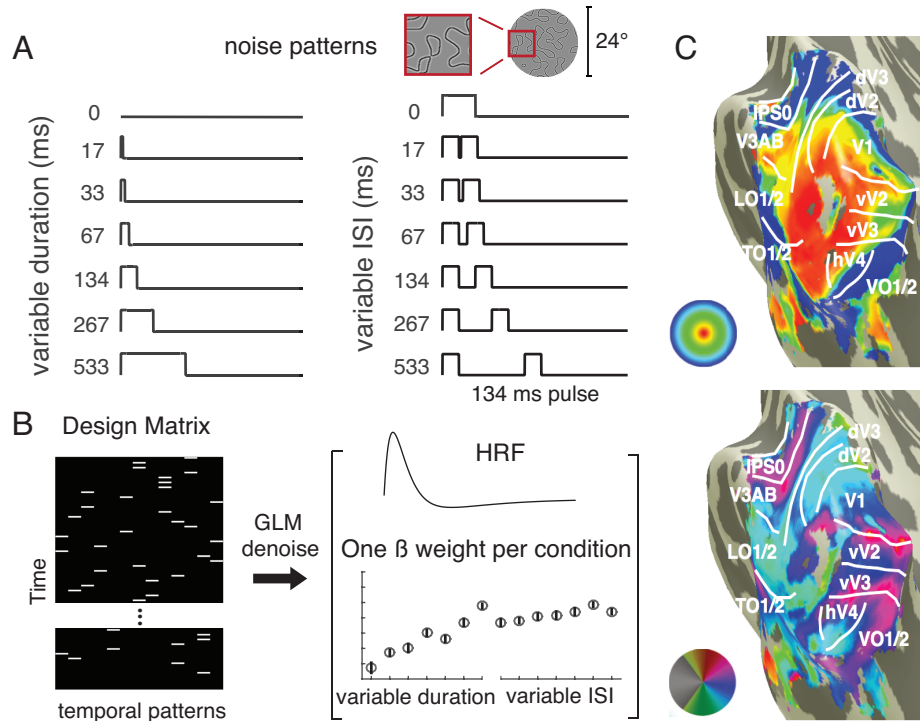 A
noise patterns
24°
variable duration (ms)
0
17
33
67
134
267
533
variable ISI (ms)
0
17
33
67
134
267
533
134 ms pulse
B
Design Matrix
Time
temporal patterns
GLM
denoise
HRF
One ß weight per condition
variable duration
variable ISI
C
dV3
dV2
IPS0
V3AB
V1
LO1/2
vV2
vV3
TO1/2
hV4
VO1/2
dV3
dV2
IPS0
V3AB
V1
LO1/2
vV2
vV3
TO1/2
hV4
VO1/2